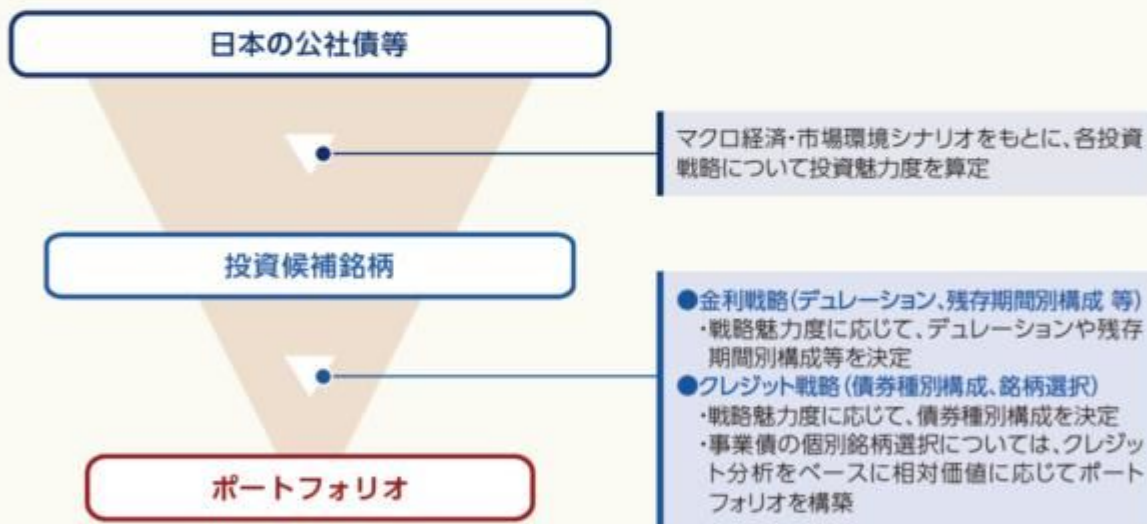 日本の公社債等
マクロ経済・市場環境シナリオをもとに、各投資
戦略について投資魅力度を算定
投資候補銘柄
●金利戦略(デュレーション、残存期間別構成 等)
・戦略魅力度に応じて、デュレーションや残存
期間別構成等を決定
●クレジット戦略(債券種別構成、銘柄選択)
・戦略魅力度に応じて、債券種別構成を決定
・事業債の個別銘柄選択については、クレジッ
ト分析をベースに相対価値に応じてポート
フォリオを構築
ポートフォリオ